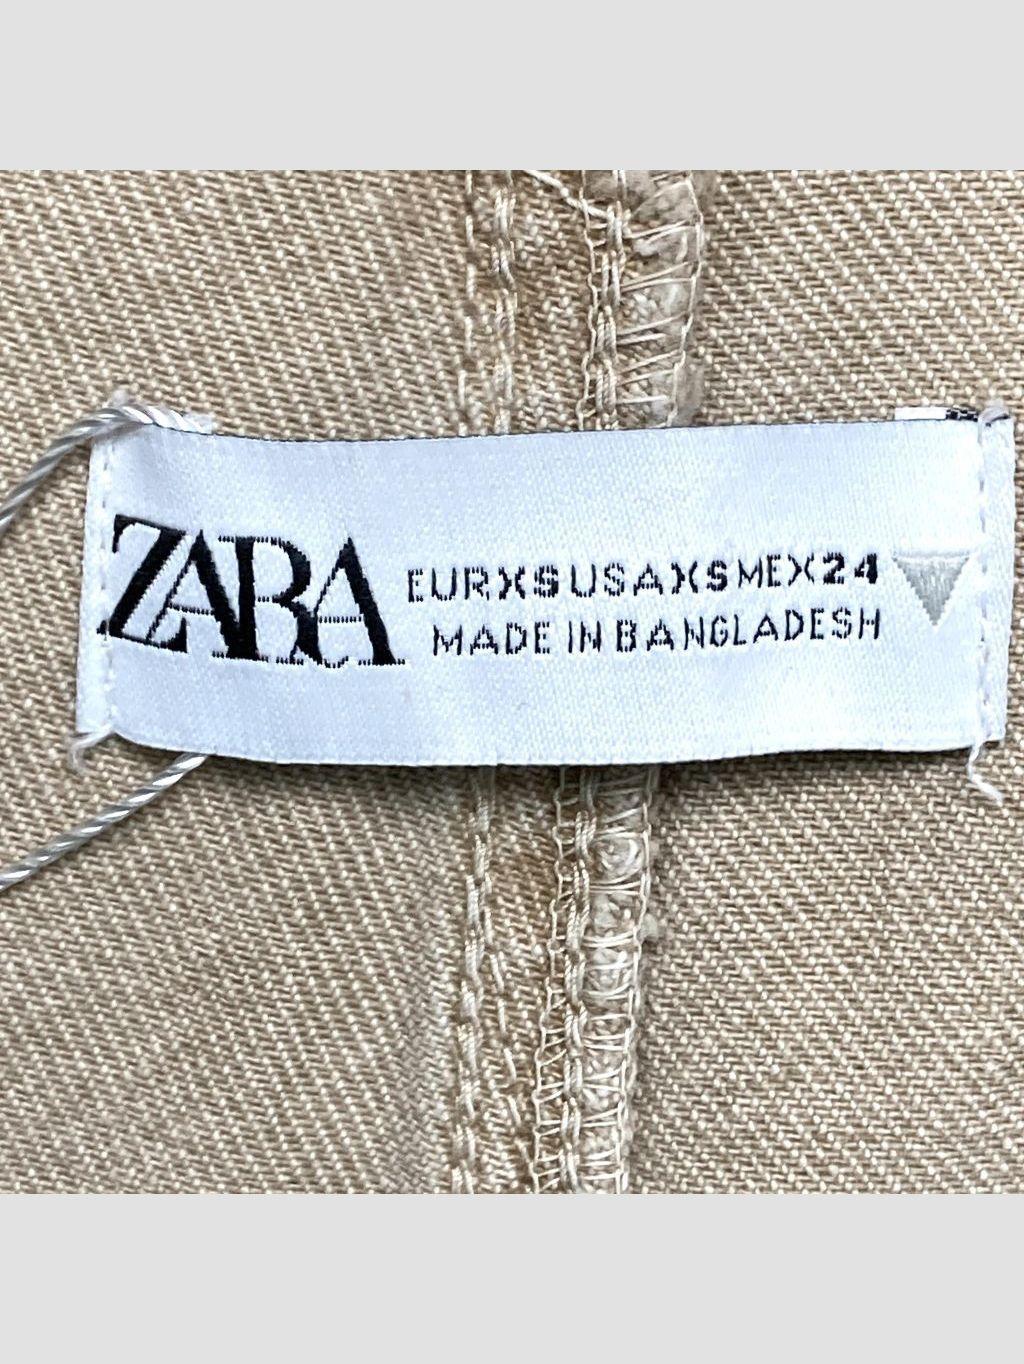 ZARA
EUR XS USA XS MEX 24
MADE IN BANGLADESH